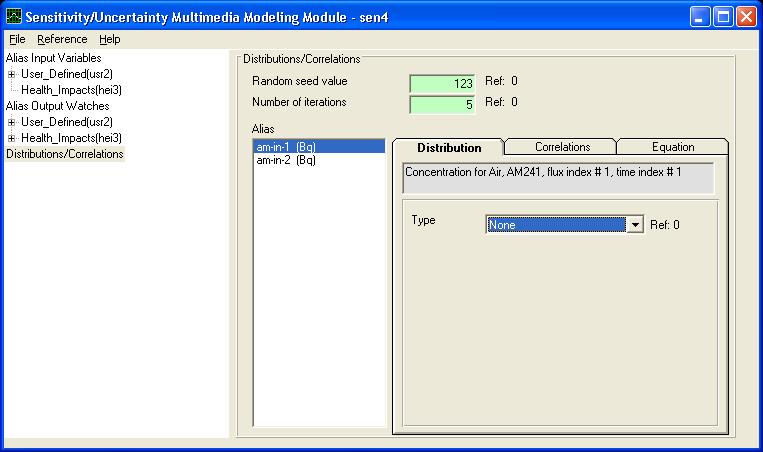 Sensitivity/Uncertainty Multimedia Modeling Module - sen4
File Reference Help
Alias Input Variables
User_Defined(usr2)
Health_Impacts(hei3)
Alias Output Watches
User_Defined(usr2)
Health_Impacts(hei3)
Distributions/Correlations
Distributions/Correlations
Random seed value 123 Ref: 0
Number of iterations 5 Ref: 0
Alias
am-in-1 (Bq)
am-in-2 (Bq)
Distribution Correlations Equation
Concentration for Air, AM241, flux index # 1, time index # 1
Type None Ref: 0